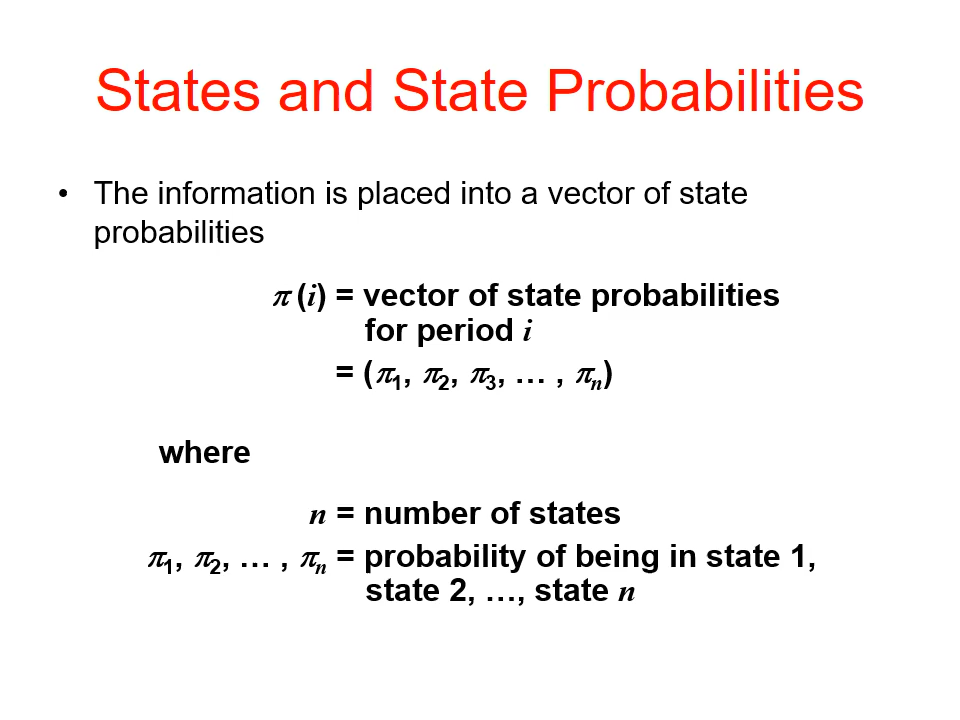 States and State Probabilities
• The information is placed into a vector of state
probabilities
π (i) = vector of state probabilities
for period i
= (π₁, π₂, π₃, … , πₙ)
where
n = number of states
π₁, π₂, … , πₙ = probability of being in state 1,
state 2, …, state n